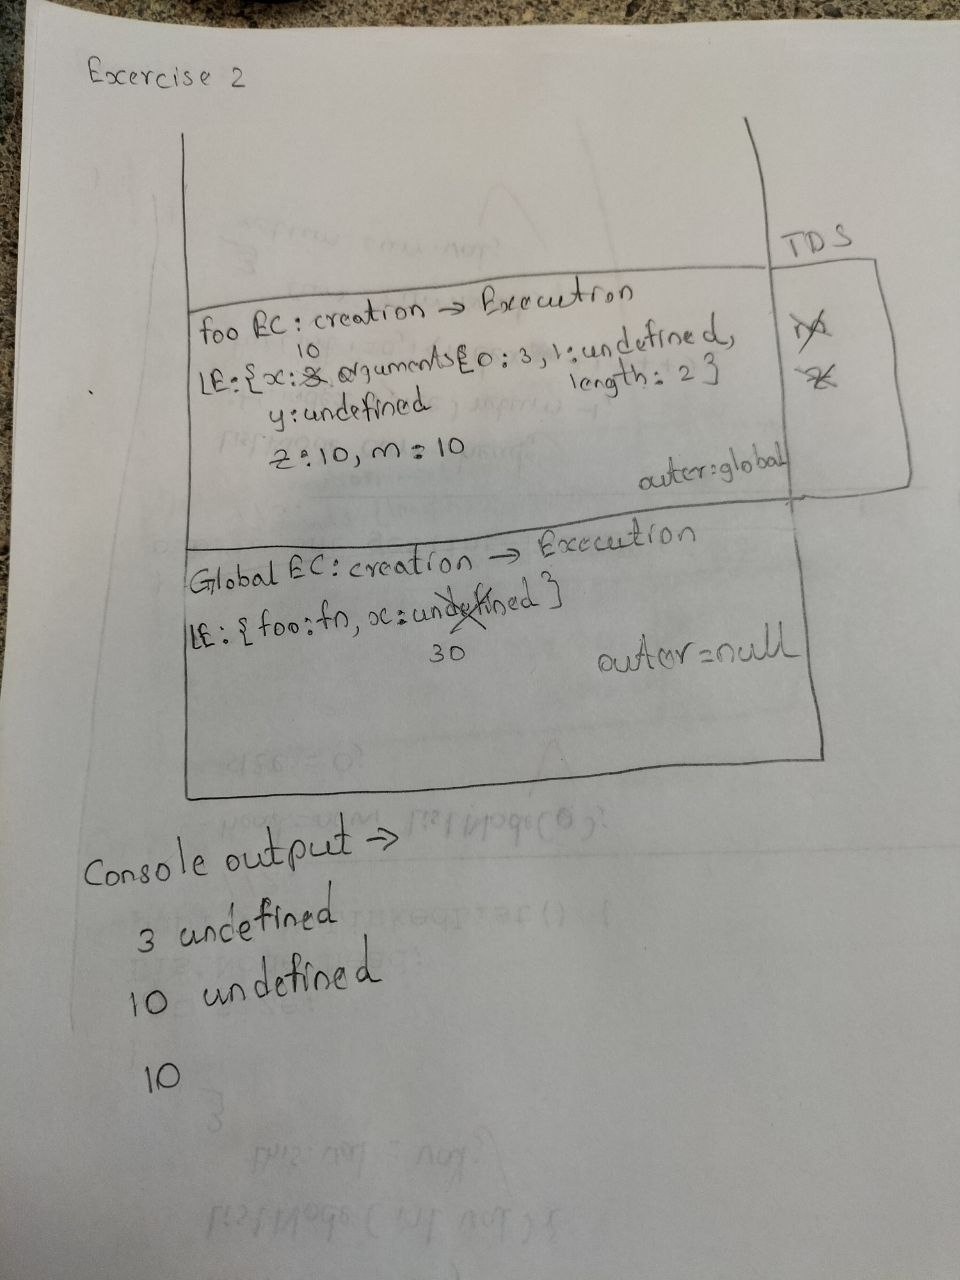 Exercise 2
TDS
foo EC: creation → Execution
10
LE: {x: 3, arguments{0: 3, 1: undefined,
length: 2}
y: undefined
z: 10, m: 10
m
z
outer: global
Global EC: creation → Execution
LE: {foo: fn, x: undefined}
30
outer = null
Console output →
3 undefined
10 undefined
10